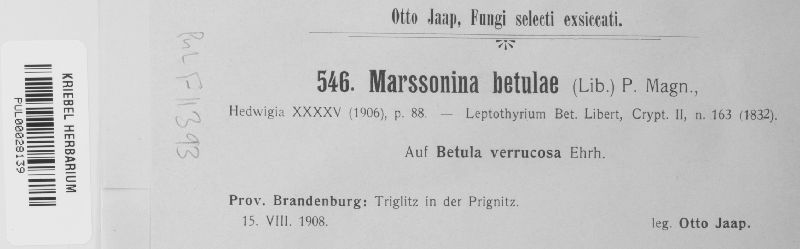 Otto Jaap, Fungi selecti exsiccati.
546. Marssonina betulae (Lib.) P. Magn.,
Hedwigia XXXXV (1906), p. 88. — Leptothyrium Bet. Libert, Crypt. II, n. 163 (1832).
Auf Betula verrucosa Ehrh.
Prov. Brandenburg: Triglitz in der Prignitz.
15. VIII. 1908.
leg. Otto Jaap.
PUL F11393
KRIEBEL HERBARIUM
PUL00029139